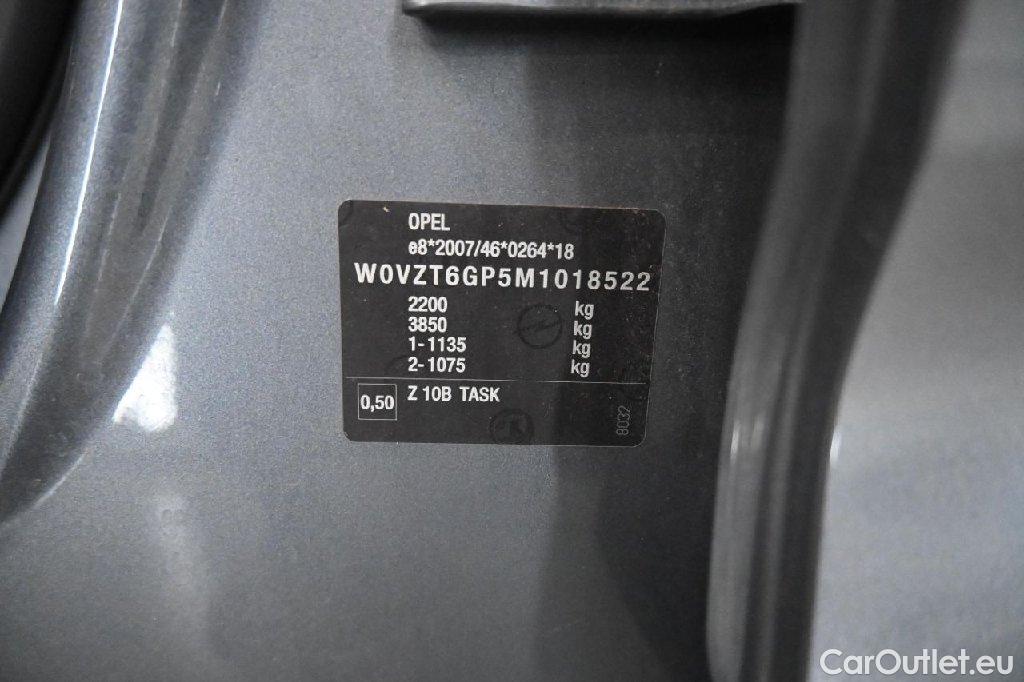 OPEL
e8*2007/46*0264*18
W0VZT6GP5M1018522
2200 kg
3850 kg
1-1135 kg
2-1075 kg
0,50 Z 10B TASK
8032
CarOutlet.eu